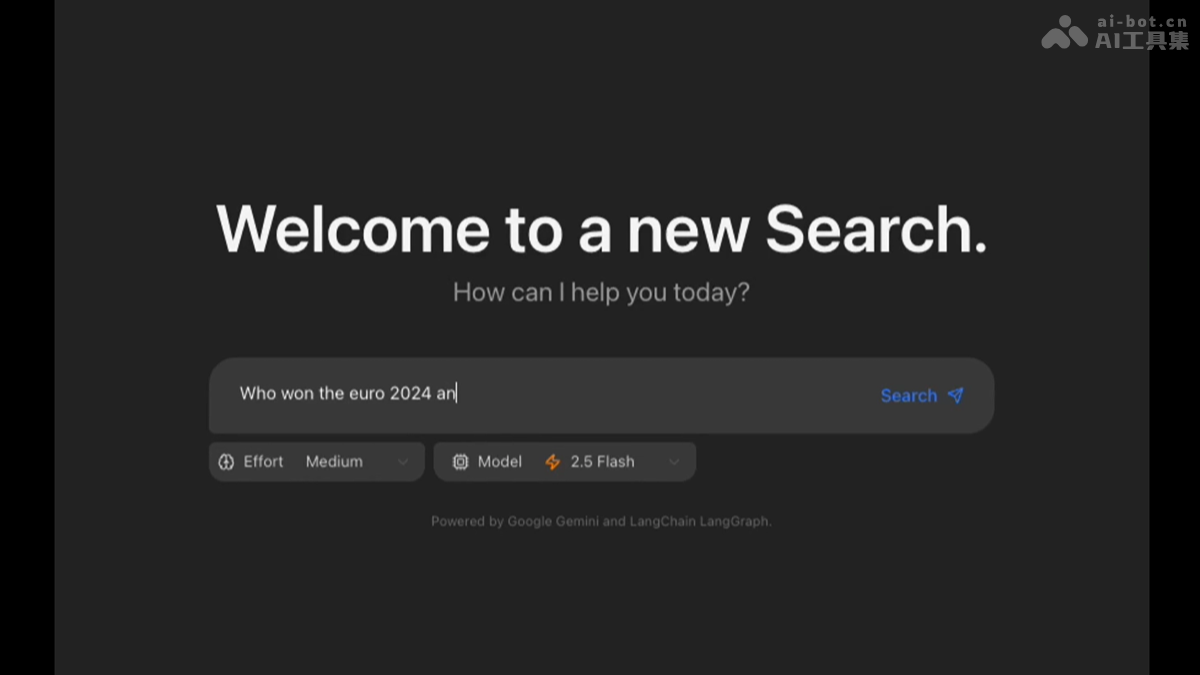 ai-bot.cn
AI工具集
Welcome to a new Search.
How can I help you today?
Who won the euro 2024 an
Search
Effort Medium
Model 2.5 Flash
Powered by Google Gemini and LangChain LangGraph.